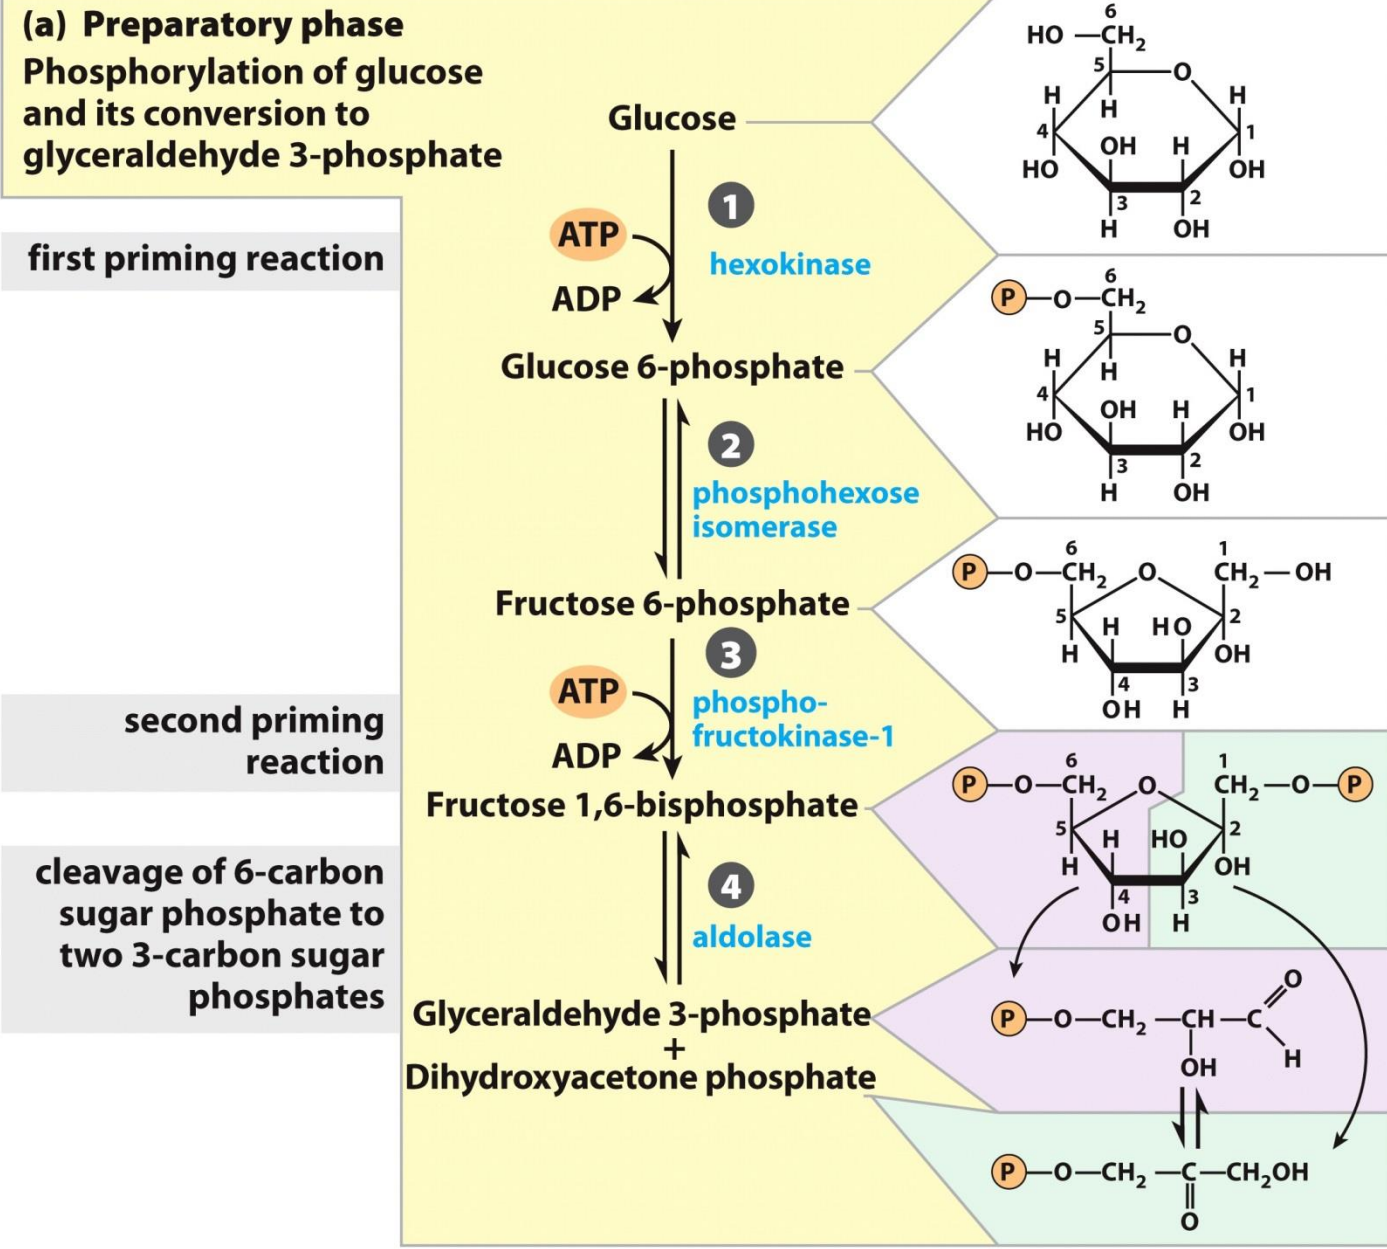 (a) Preparatory phase
Phosphorylation of glucose
and its conversion to
glyceraldehyde 3-phosphate
Glucose
1
ATP
hexokinase
ADP
first priming reaction
Glucose 6-phosphate
2
phosphohexose
isomerase
Fructose 6-phosphate
3
ATP
phospho-
fructokinase-1
ADP
second priming
reaction
Fructose 1,6-bisphosphate
4
aldolase
cleavage of 6-carbon
sugar phosphate to
two 3-carbon sugar
phosphates
Glyceraldehyde 3-phosphate
+
Dihydroxyacetone phosphate
6
HO—CH₂
5 O
H H H
4 OH H 1
HO OH
3 2
H OH
6
P—O—CH₂
5 O
H H H
4 OH H 1
HO OH
3 2
H OH
6 1
P—O—CH₂ O CH₂—OH
5 H HO 2
H OH
4 3
OH H
6 1
P—O—CH₂ O CH₂—O—P
5 H HO 2
H OH
4 3
OH H
O
P—O—CH₂—CH—C
OH H
P—O—CH₂—C—CH₂OH
O